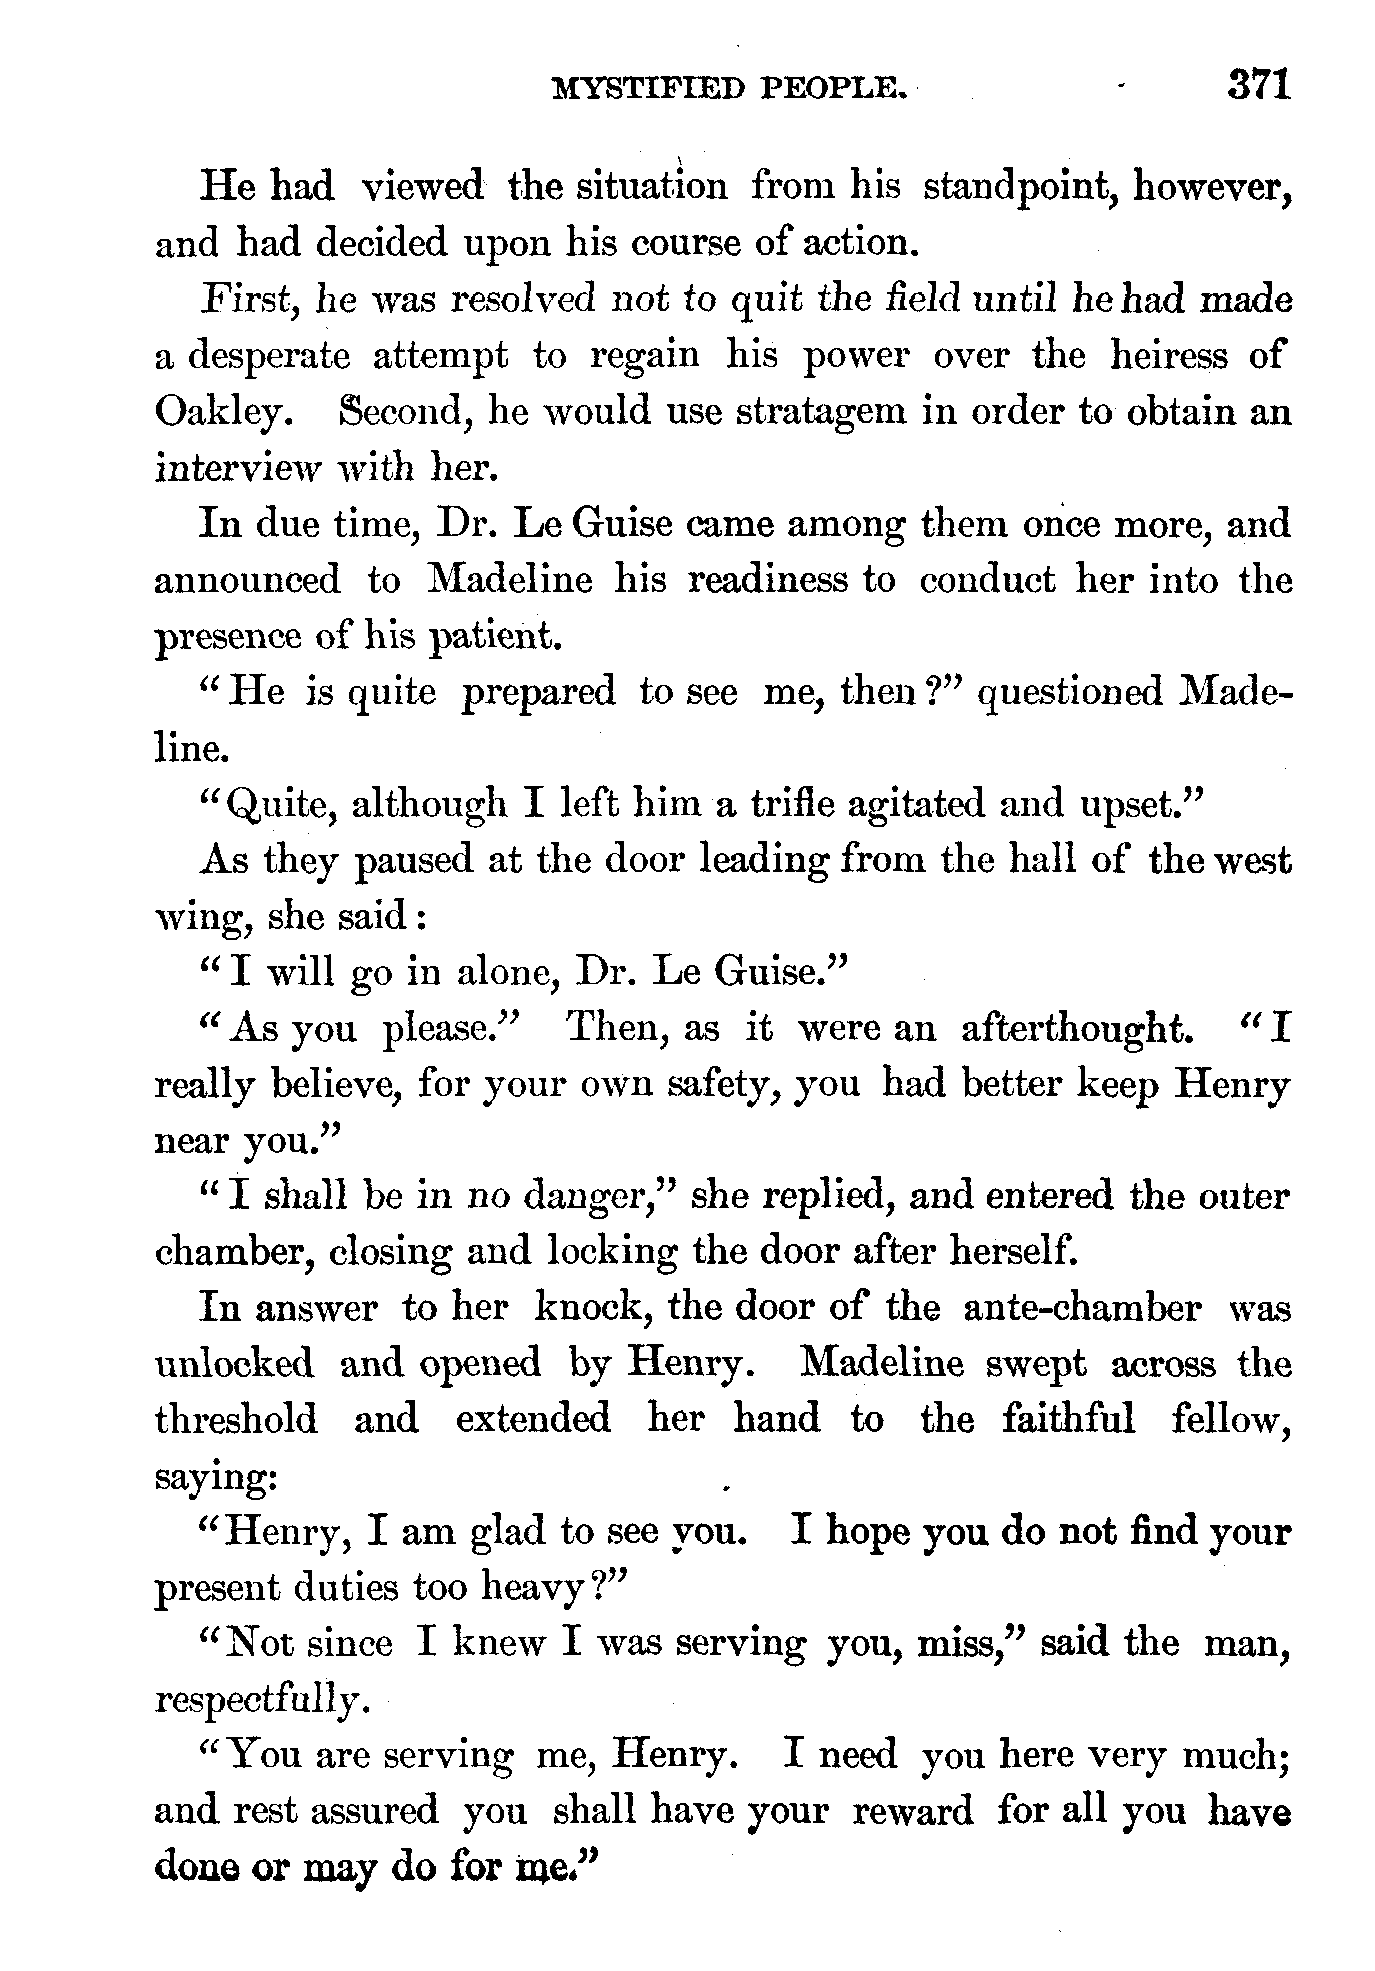 MYSTIFIED PEOPLE. 371
He had viewed the situation from his standpoint, however,
and had decided upon his course of action.
First, he was resolved not to quit the field until he had made
a desperate attempt to regain his power over the heiress of
Oakley. Second, he would use stratagem in order to obtain an
interview with her.
In due time, Dr. Le Guise came among them once more, and
announced to Madeline his readiness to conduct her into the
presence of his patient.
“He is quite prepared to see me, then?” questioned Made-
line.
“Quite, although I left him a trifle agitated and upset.”
As they paused at the door leading from the hall of the west
wing, she said:
“I will go in alone, Dr. Le Guise.”
“As you please.” Then, as it were an afterthought. “I
really believe, for your own safety, you had better keep Henry
near you.”
“I shall be in no danger,” she replied, and entered the outer
chamber, closing and locking the door after herself.
In answer to her knock, the door of the ante-chamber was
unlocked and opened by Henry. Madeline swept across the
threshold and extended her hand to the faithful fellow,
saying:
“Henry, I am glad to see you. I hope you do not find your
present duties too heavy?”
“Not since I knew I was serving you, miss,” said the man,
respectfully.
“You are serving me, Henry. I need you here very much;
and rest assured you shall have your reward for all you have
done or may do for me.”